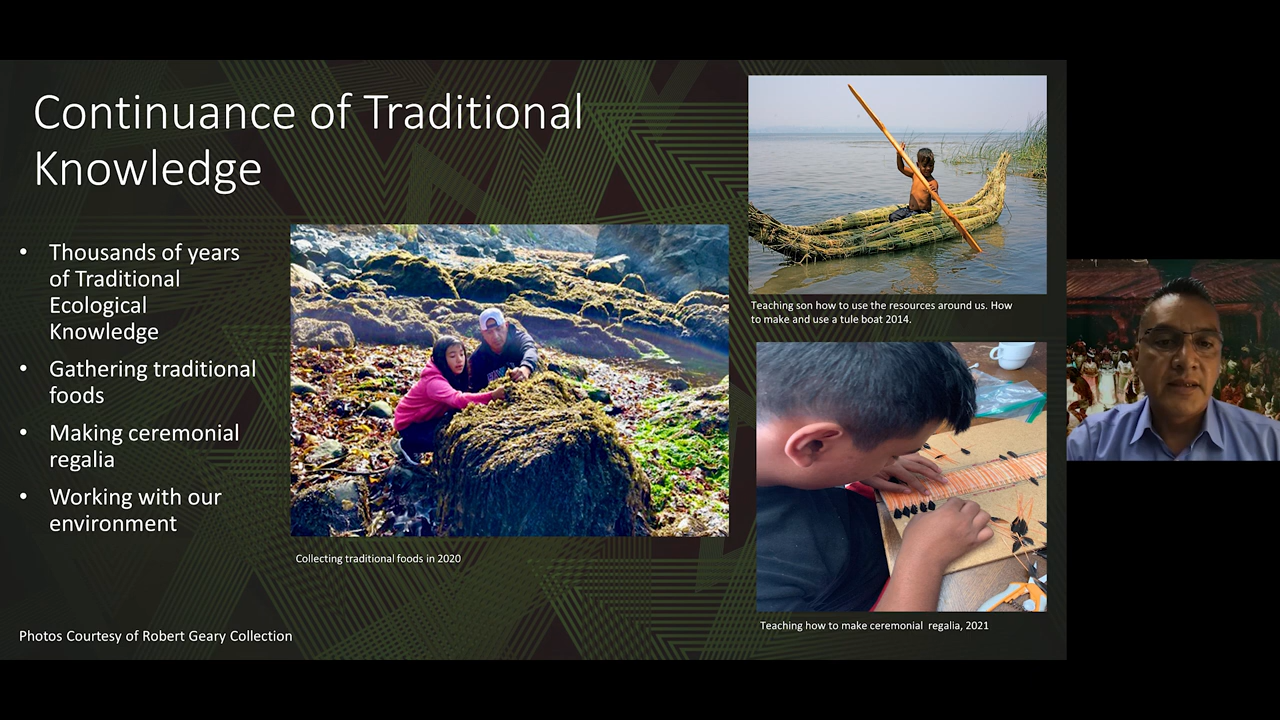 Continuance of Traditional
Knowledge
• Thousands of years
of Traditional
Ecological
Knowledge
• Gathering traditional
foods
• Making ceremonial
regalia
• Working with our
environment
Collecting traditional foods in 2020
Teaching son how to use the resources around us. How
to make and use a tule boat 2014.
Teaching how to make ceremonial regalia, 2021
Photos Courtesy of Robert Geary Collection